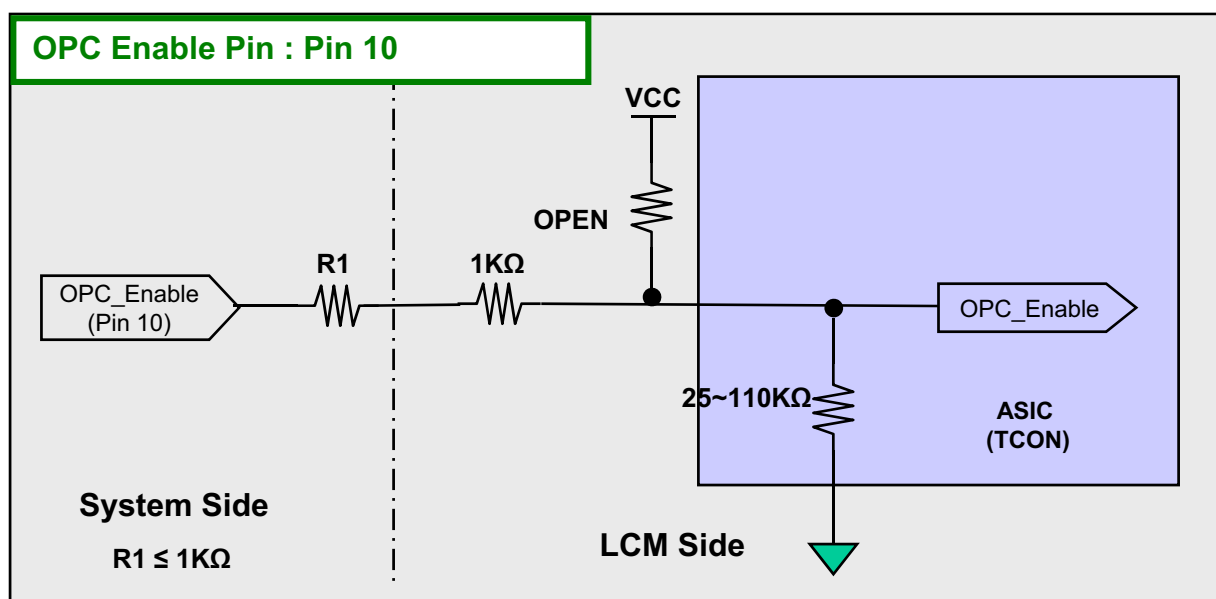 OPC Enable Pin : Pin 10
VCC
OPEN
R1
1KΩ
OPC_Enable
(Pin 10)
OPC_Enable
25~110KΩ
ASIC
(TCON)
System Side
R1 ≤ 1KΩ
LCM Side